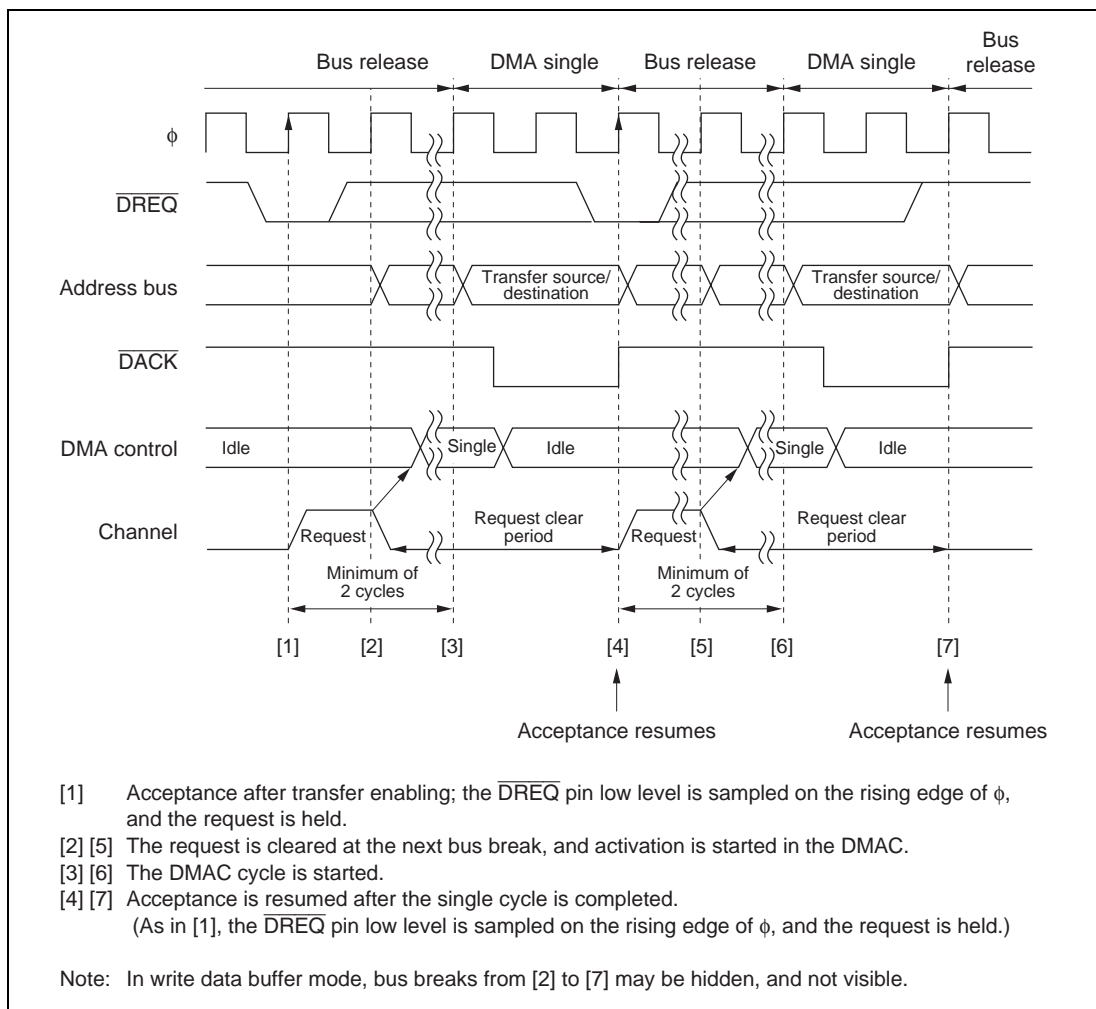 Bus release DMA single Bus release DMA single Bus release
φ
DREQ
Address bus Transfer source/ destination Transfer source/ destination
DACK
DMA control Idle Single Idle Single Idle
Channel Request Request clear period Request Request clear period
Minimum of 2 cycles Minimum of 2 cycles
[1] [2] [3] [4] [5] [6] [7]
Acceptance resumes Acceptance resumes
[1] Acceptance after transfer enabling; the DREQ pin low level is sampled on the rising edge of φ,
and the request is held.
[2] [5] The request is cleared at the next bus break, and activation is started in the DMAC.
[3] [6] The DMAC cycle is started.
[4] [7] Acceptance is resumed after the single cycle is completed.
(As in [1], the DREQ pin low level is sampled on the rising edge of φ, and the request is held.)
Note: In write data buffer mode, bus breaks from [2] to [7] may be hidden, and not visible.